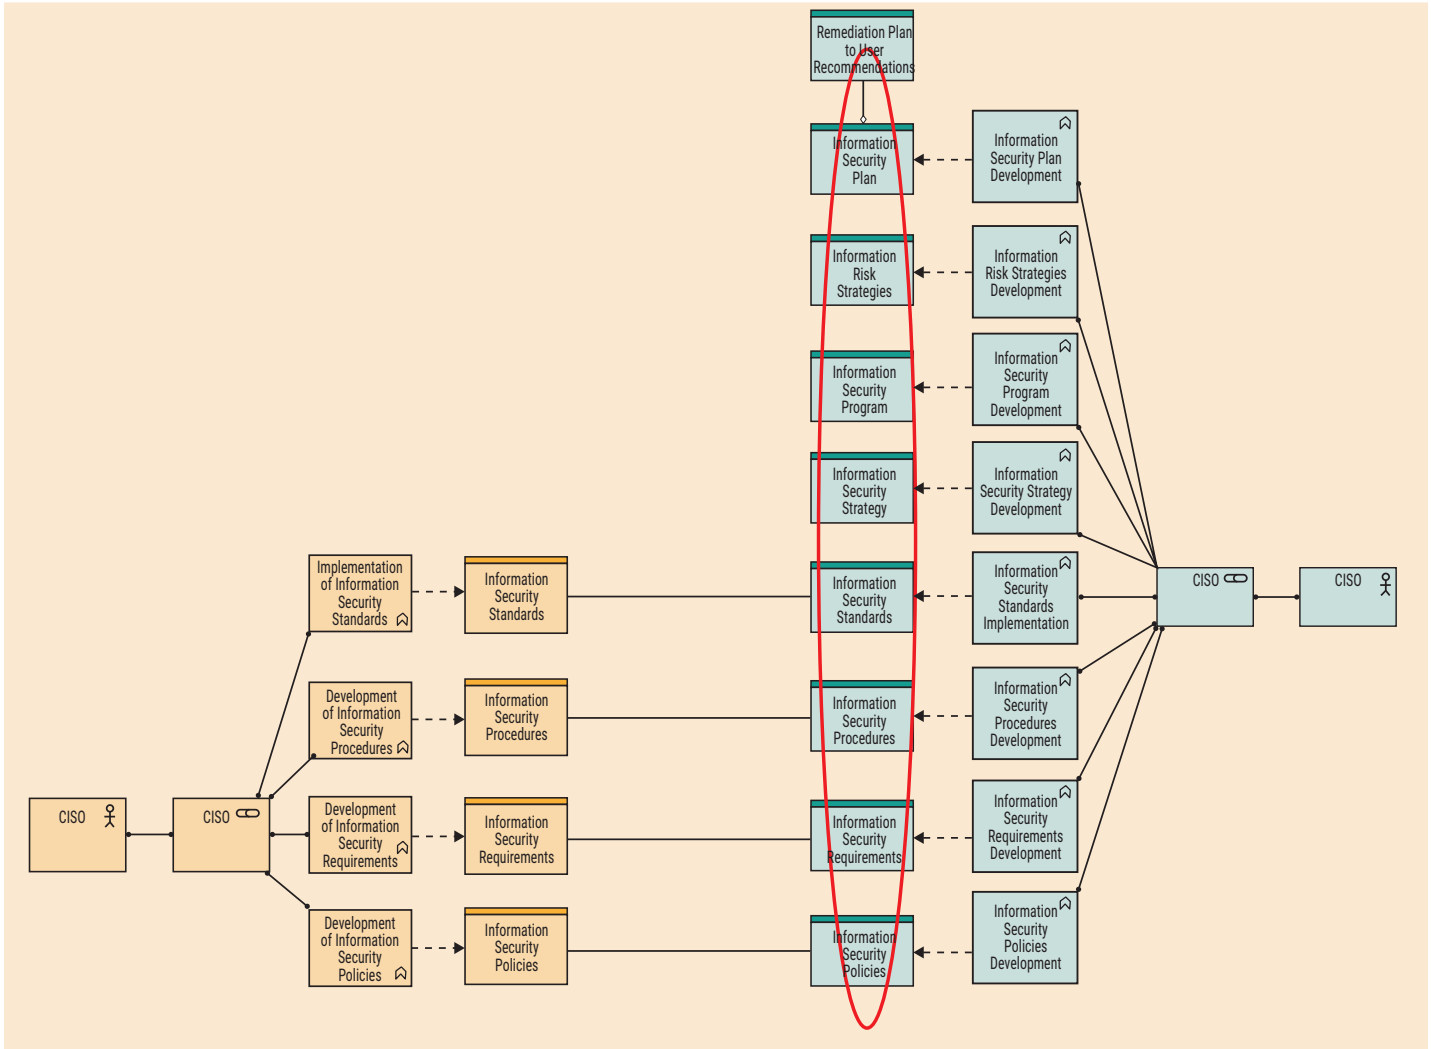 Remediation Plan
to User
Recommendations
Information
Security
Plan
Information
Security Plan
Development
Information
Risk
Strategies
Information
Risk Strategies
Development
Information
Security
Program
Information
Security
Program
Development
Information
Security
Strategy
Information
Security Strategy
Development
Implementation
of Information
Security
Standards
Information
Security
Standards
Information
Security
Standards
Information
Security
Standards
Implementation
CISO
CISO
Development
of Information
Security
Procedures
Information
Security
Procedures
Information
Security
Procedures
Information
Security
Procedures
Development
CISO
CISO
Development
of Information
Security
Requirements
Information
Security
Requirements
Information
Security
Requirements
Information
Security
Requirements
Development
Development
of Information
Security
Policies
Information
Security
Policies
Information
Security
Policies
Information
Security
Policies
Development